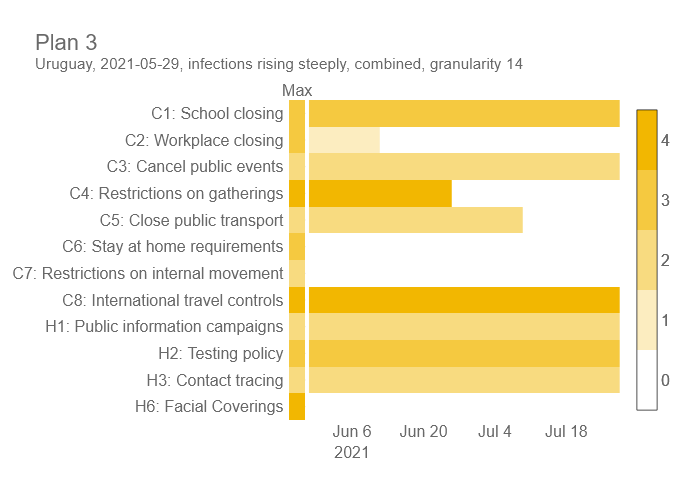 Plan 3
Uruguay, 2021-05-29, infections rising steeply, combined, granularity 14
Max
C1: School closing
C2: Workplace closing
C3: Cancel public events
C4: Restrictions on gatherings
C5: Close public transport
C6: Stay at home requirements
C7: Restrictions on internal movement
C8: International travel controls
H1: Public information campaigns
H2: Testing policy
H3: Contact tracing
H6: Facial Coverings
Jun 6 Jun 20 Jul 4 Jul 18
2021
4
3
2
1
0